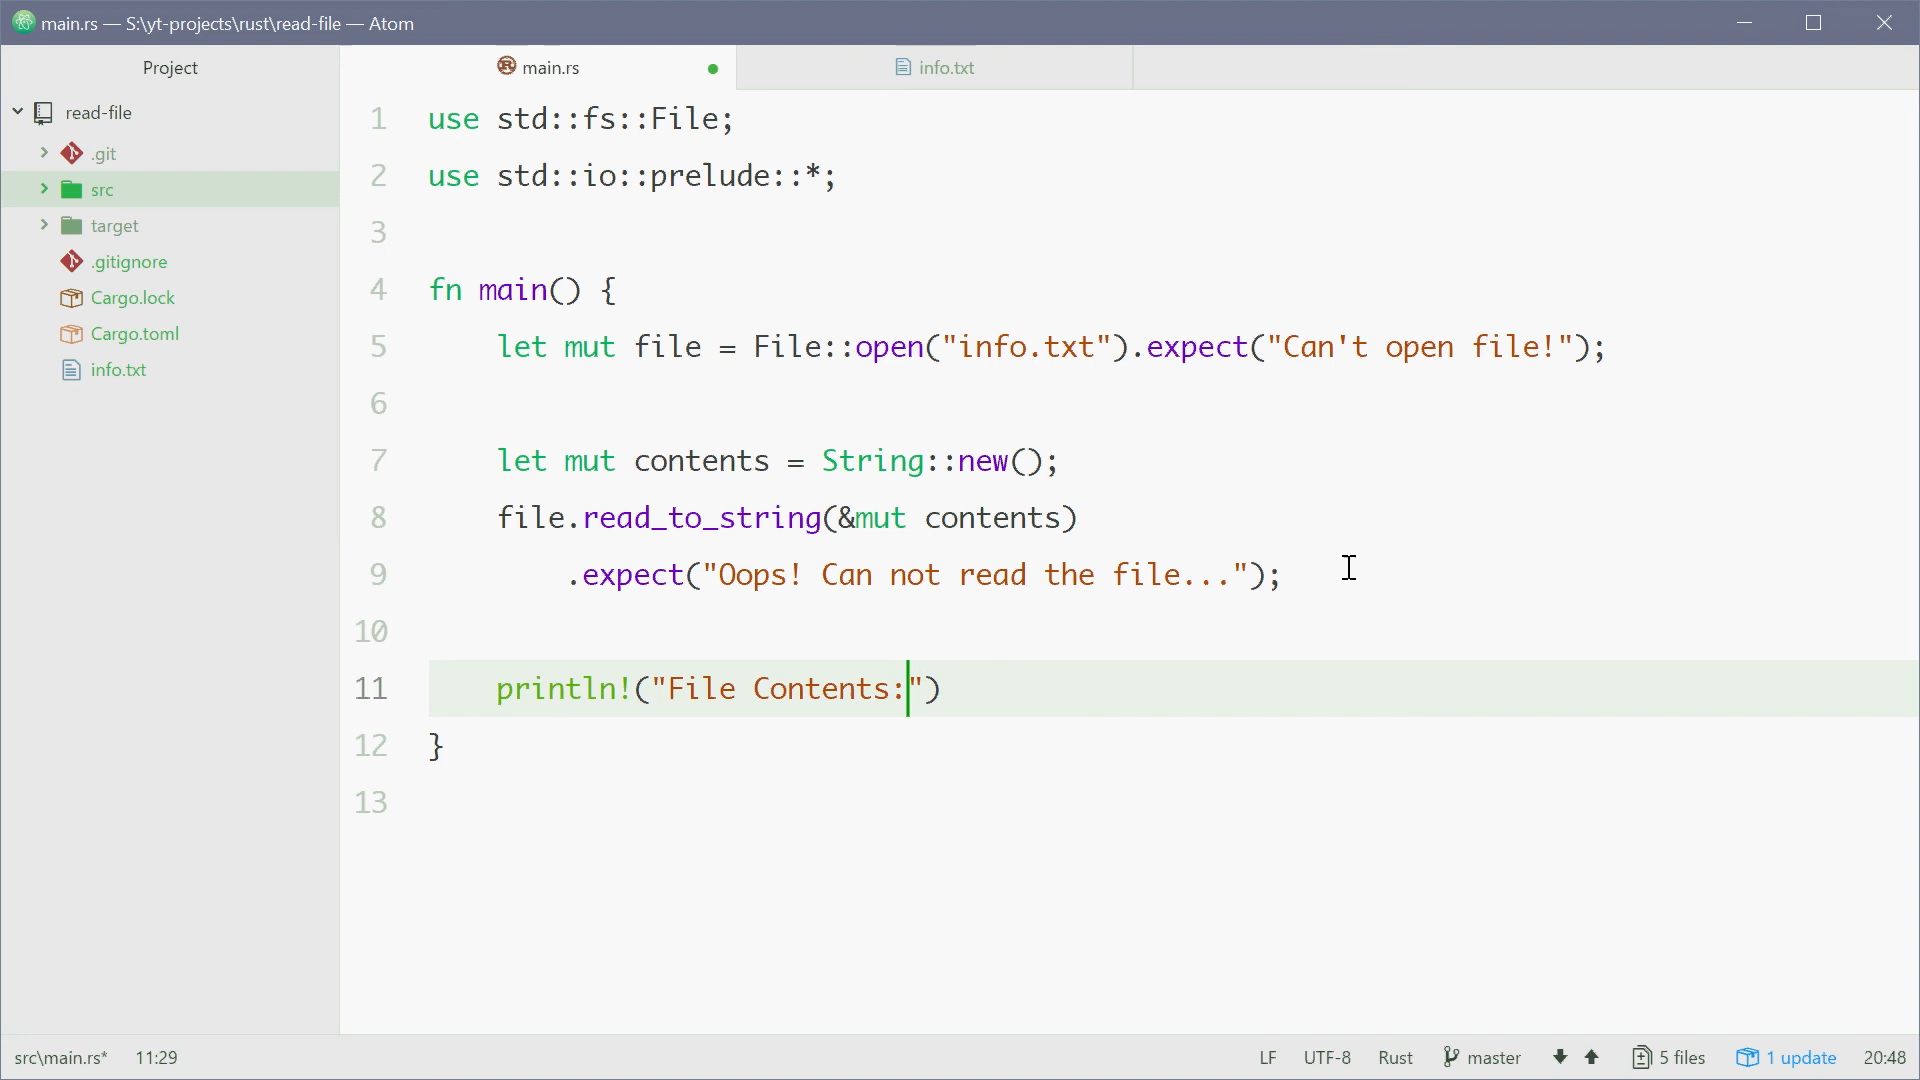 main.rs — S:\yt-projects\rust\read-file — Atom
Project
main.rs
info.txt
read-file
.git
src
target
.gitignore
Cargo.lock
Cargo.toml
info.txt
1 use std::fs::File;
2 use std::io::prelude::*;
3
4 fn main() {
5     let mut file = File::open("info.txt").expect("Can't open file!");
6
7     let mut contents = String::new();
8     file.read_to_string(&mut contents)
9         .expect("Oops! Can not read the file...");
10
11     println!("File Contents:")
12 }
13
src\main.rs* 11:29 LF UTF-8 Rust master 5 files 1 update 20:48